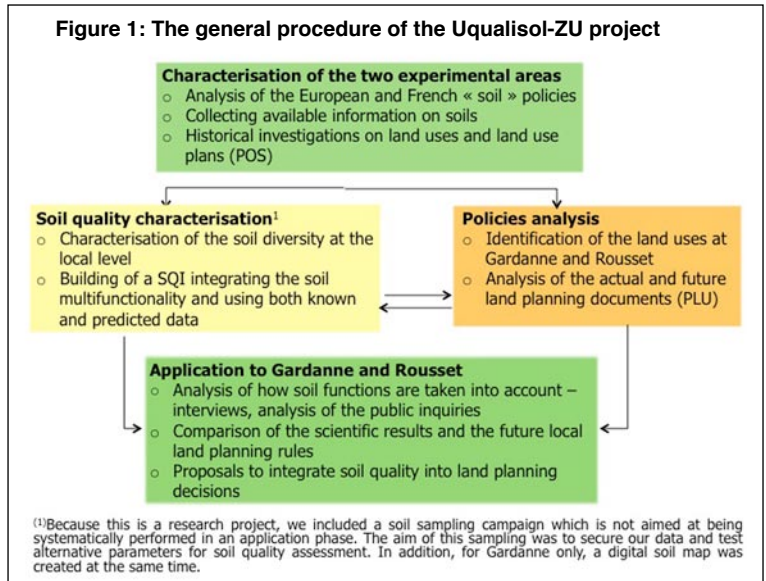 Figure 1: The general procedure of the Uqualisol-ZU project
Characterisation of the two experimental areas
o Analysis of the European and French « soil » policies
o Collecting available information on soils
o Historical investigations on land uses and land use
plans (POS)
Soil quality characterisation¹
o Characterisation of the soil diversity at the
local level
o Building of a SQI integrating the soil
multifunctionality and using both known
and predicted data
Policies analysis
o Identification of the land uses at
Gardanne and Rousset
o Analysis of the actual and future
land planning documents (PLU)
Application to Gardanne and Rousset
o Analysis of how soil functions are taken into account –
interviews, analysis of the public inquiries
o Comparison of the scientific results and the future local
land planning rules
o Proposals to integrate soil quality into land planning
decisions
⁽¹⁾Because this is a research project, we included a soil sampling campaign which is not aimed at being
systematically performed in an application phase. The aim of this sampling was to secure our data and test
alternative parameters for soil quality assessment. In addition, for Gardanne only, a digital soil map was
created at the same time.